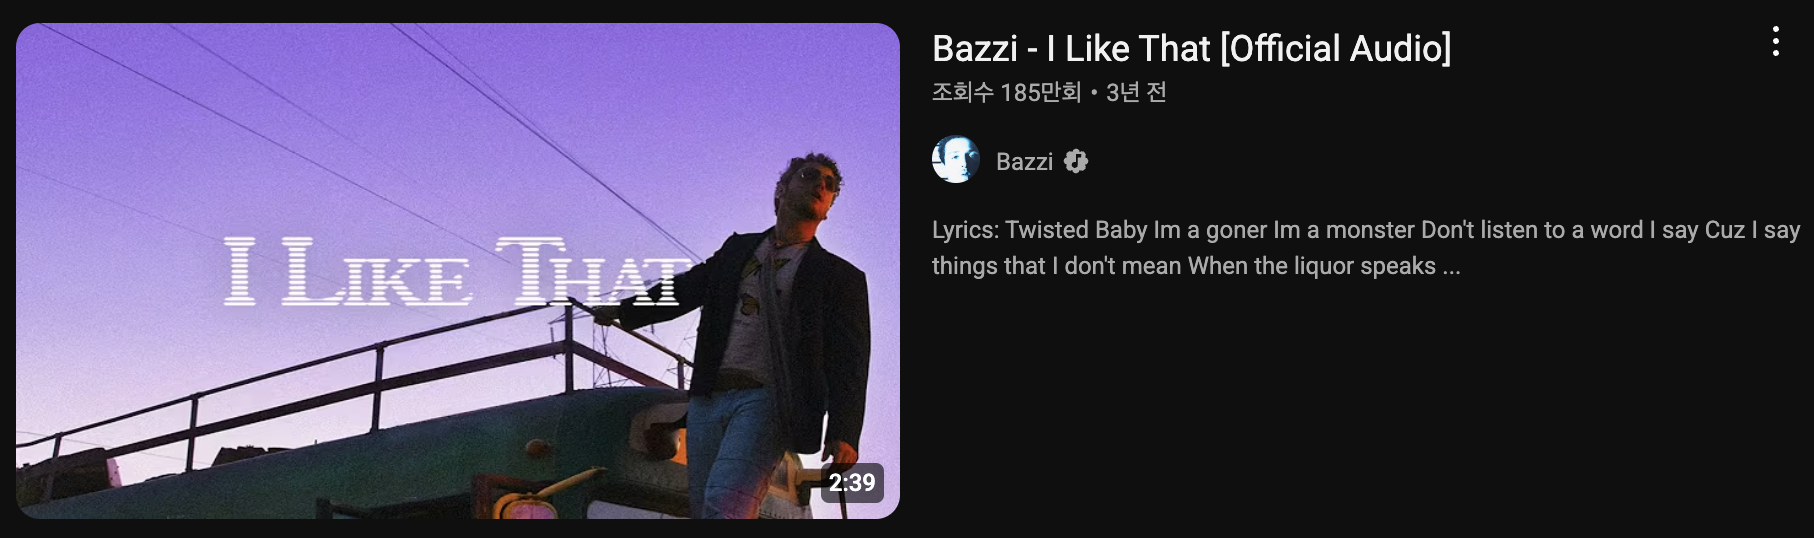 I LIKE THAT
2:39
Bazzi - I Like That [Official Audio]
조회수 185만회 • 3년 전
Bazzi
Lyrics: Twisted Baby Im a goner Im a monster Don't listen to a word I say Cuz I say
things that I don't mean When the liquor speaks ...